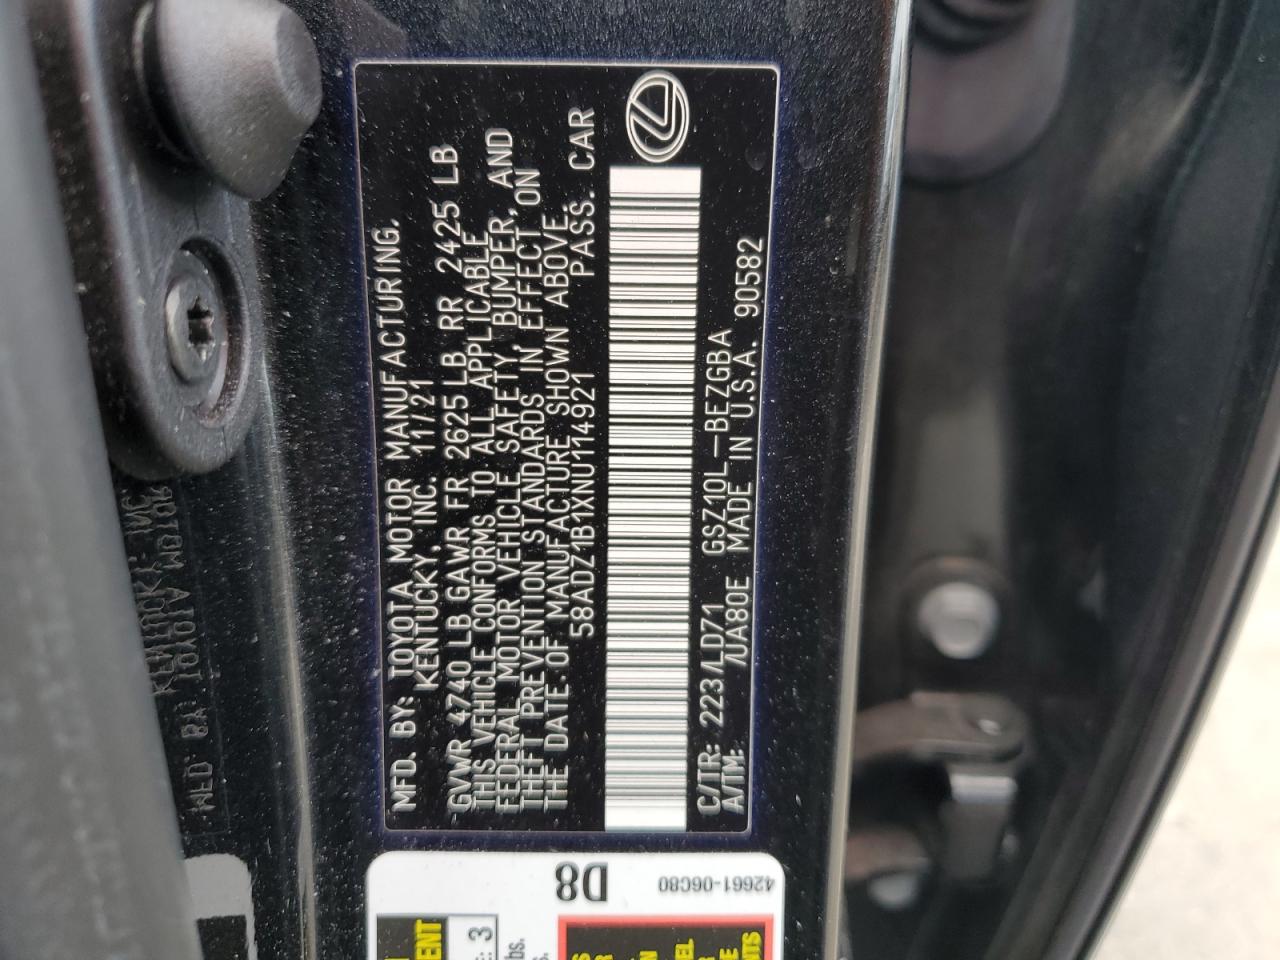 MFD. BY: TOYOTA MOTOR MANUFACTURING,
KENTUCKY, INC. 11/21
GVWR 4740 LB GAWR FR 2625 LB RR 2425 LB
THIS VEHICLE CONFORMS TO ALL APPLICABLE
FEDERAL MOTOR VEHICLE SAFETY, BUMPER, AND
THEFT PREVENTION STANDARDS IN EFFECT ON
THE DATE OF MANUFACTURE SHOWN ABOVE.
58ADZ1B1XNU114921 PASS. CAR
C/TR: 223/LD71 GSZ10L-BEZGBA
A/TM: /UA80E MADE IN U.S.A. 90582
D8
42661-06C80
3
lbs.